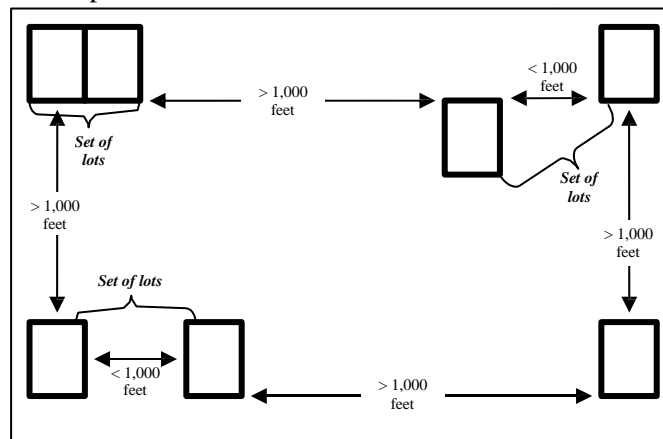 < 1,000
feet
> 1,000
feet
Set of
lots
Set of
lots
> 1,000
feet
> 1,000
feet
Set of lots
< 1,000
feet
> 1,000
feet